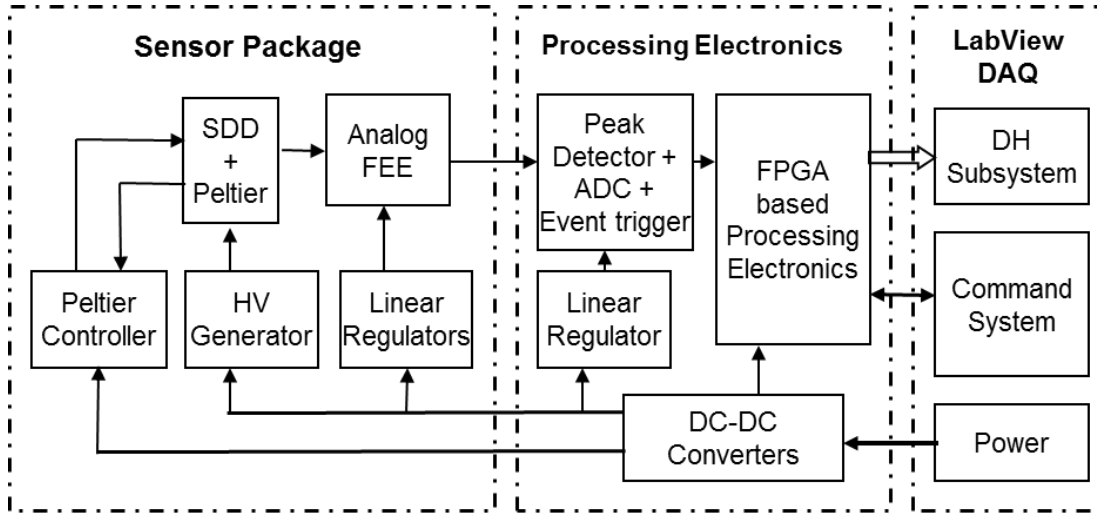 Sensor Package
SDD
+
Peltier
Analog
FEE
Peltier
Controller
HV
Generator
Linear
Regulators
Processing Electronics
Peak
Detector +
ADC +
Event trigger
FPGA
based
Processing
Electronics
Linear
Regulator
DC-DC
Converters
LabView
DAQ
DH
Subsystem
Command
System
Power